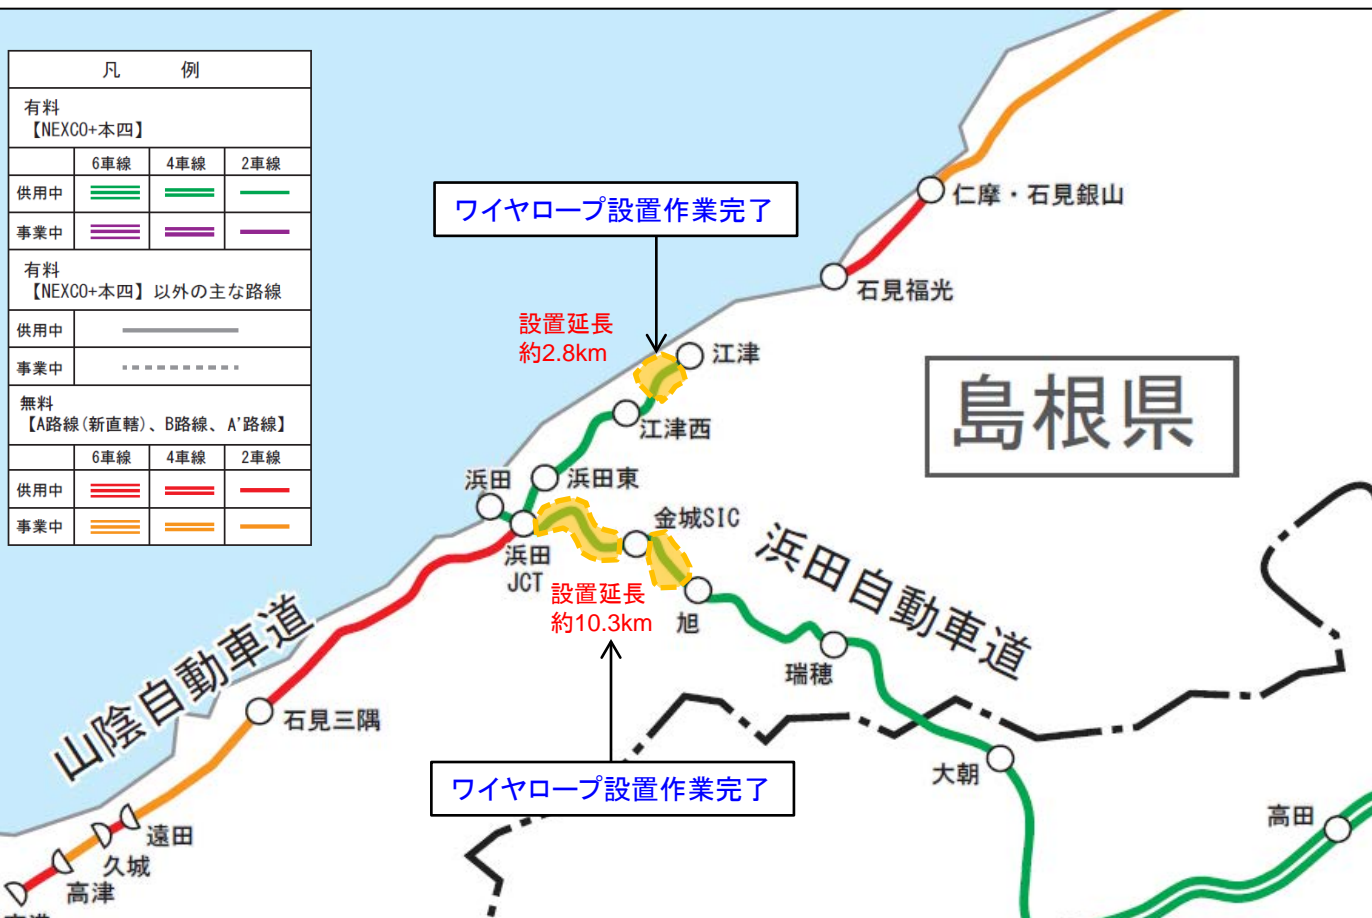 凡 例
有料
【NEXCO+本四】
6車線 4車線 2車線
供用中
事業中
有料
【NEXCO+本四】以外の主な路線
供用中
事業中
無料
【A路線(新直轄)、B路線、A'路線】
6車線 4車線 2車線
供用中
事業中
ワイヤロープ設置作業完了
仁摩・石見銀山
石見福光
設置延長
約2.8km
江津
島根県
江津西
浜田東
浜田
金城SIC
浜田
JCT
浜田自動車道
設置延長
約10.3km
旭
瑞穂
山陰自動車道
石見三隅
ワイヤロープ設置作業完了
大朝
高田
遠田
久城
高津